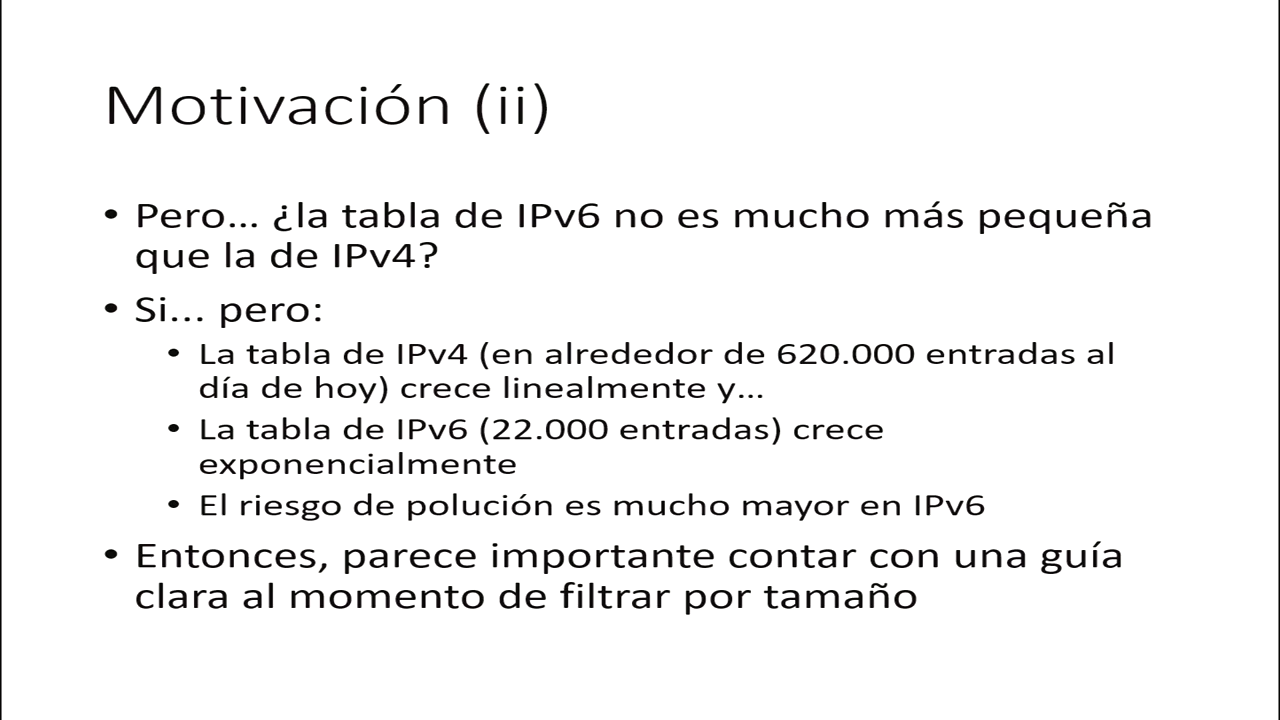 Motivación (ii)
• Pero... ¿la tabla de IPv6 no es mucho más pequeña
que la de IPv4?
• Si... pero:
• La tabla de IPv4 (en alrededor de 620.000 entradas al
día de hoy) crece linealmente y...
• La tabla de IPv6 (22.000 entradas) crece
exponencialmente
• El riesgo de polución es mucho mayor en IPv6
• Entonces, parece importante contar con una guía
clara al momento de filtrar por tamaño